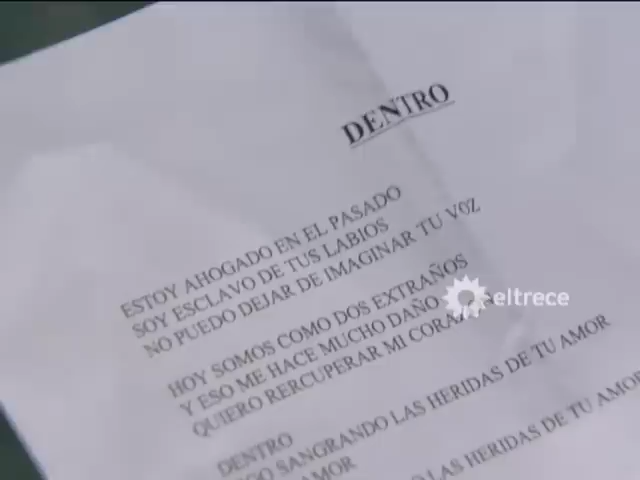 DENTRO
ESTOY AHOGADO EN EL PASADO
SOY ESCLAVO DE TUS LABIOS
NO PUEDO DEJAR DE IMAGINAR TU V0Z
HOY SOMOS COMO DOS EXTRAÑOS
Y ESO ME HACE MUCHO DAÑO
eltrece
QUIERO RERCUPERAR MI CORAZÓN
DENTRO
SANGRANDO LAS HERIDAS DE TU AMOR
AMOR
LAS HERIDAS DE TU AMOR